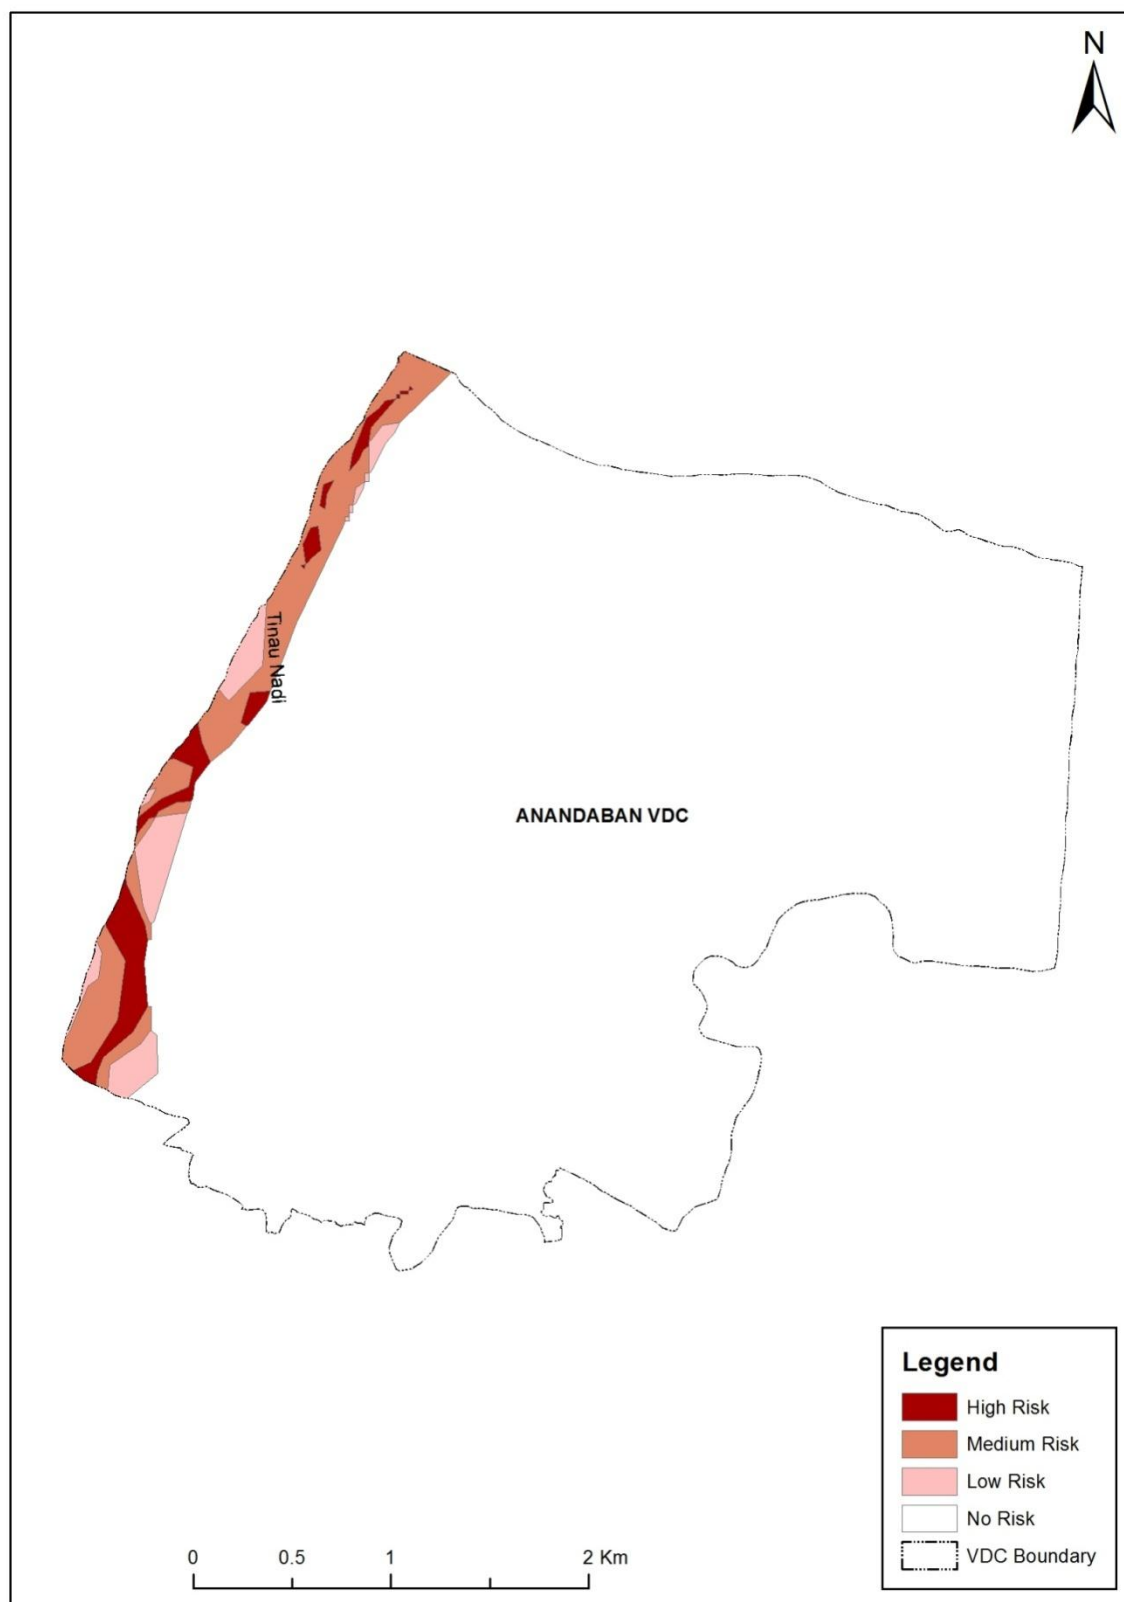 N
Tinau Nadi
ANANDABAN VDC
Legend
High Risk
Medium Risk
Low Risk
No Risk
VDC Boundary
0 0.5 1 2 Km